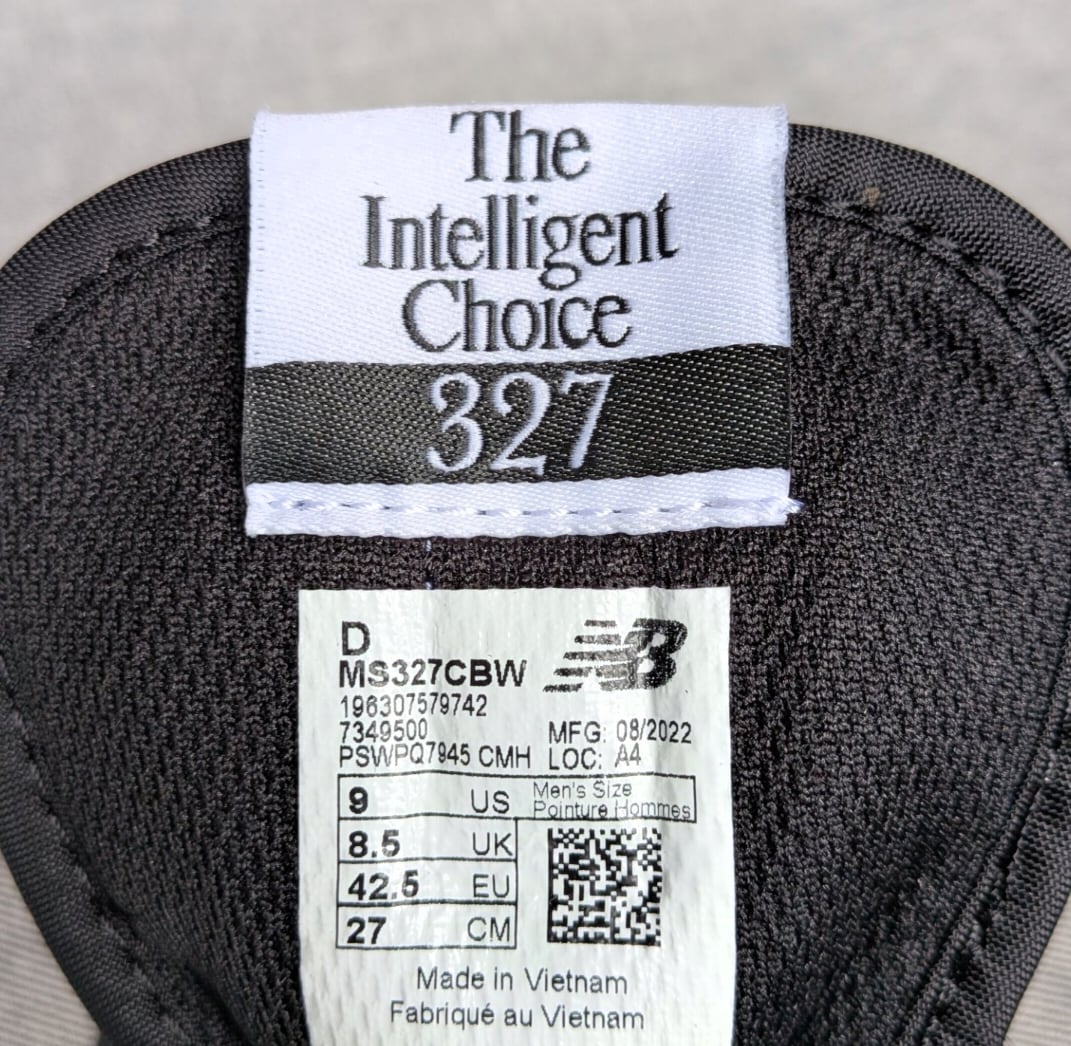 The
Intelligent
Choice
327
D
MS327CBW
NB
196307579742
7349500
MFG: 08/2022
PSWPQ7945 CMH
LOC: A4
9 US
Men's Size
Pointure Hommes
8.5 UK
42.5 EU
27 CM
Made in Vietnam
Fabriqué au Vietnam